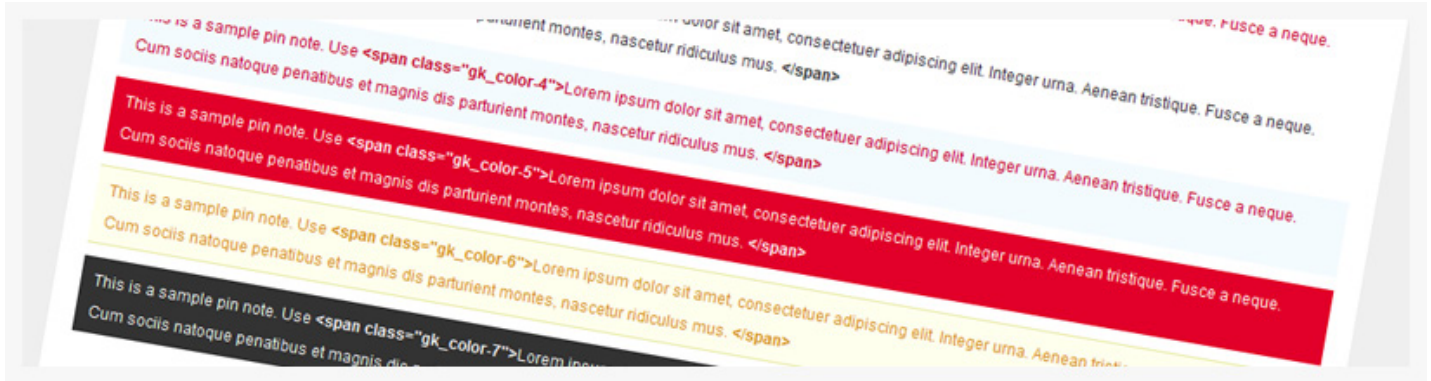 sque. Fusce a neque.
dolor sit amet, consectetuer adipiscing elit. Integer urna. Aenean tristique. Fusce a neque.
parturient montes, nascetur ridiculus mus. </span>
This is a sample pin note. Use <span class="gk_color-4">Lorem ipsum dolor sit amet, consectetuer adipiscing elit. Integer urna. Aenean tristique. Fusce a neque.
Cum sociis natoque penatibus et magnis dis parturient montes, nascetur ridiculus mus. </span>
This is a sample pin note. Use <span class="gk_color-5">Lorem ipsum dolor sit amet, consectetuer adipiscing elit. Integer urna. Aenean tristique. Fusce a neque.
Cum sociis natoque penatibus et magnis dis parturient montes, nascetur ridiculus mus. </span>
This is a sample pin note. Use <span class="gk_color-6">Lorem ipsum dolor sit amet, consectetuer adipiscing elit. Integer urna. Aenean tristi
Cum sociis natoque penatibus et magnis dis parturient montes, nascetur ridiculus mus. </span>
This is a sample pin note. Use <span class="gk_color-7">Lorem ipsu
Cum sociis natoque penatibus et magnis dis